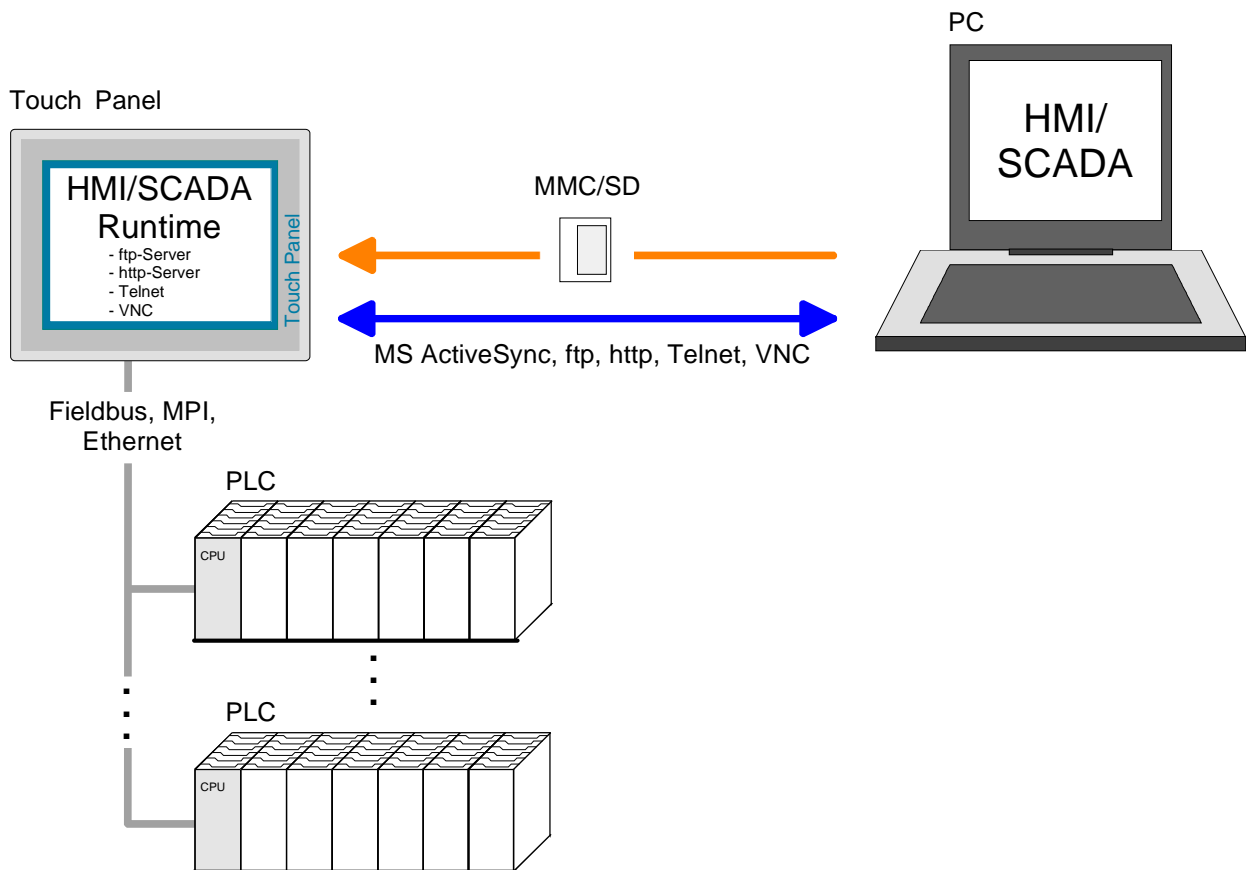 PC
Touch Panel
HMI/
SCADA
HMI/SCADA
Runtime
- ftp-Server
- http-Server
- Telnet
- VNC
Touch Panel
MMC/SD
MS ActiveSync, ftp, http, Telnet, VNC
Fieldbus, MPI,
Ethernet
PLC
CPU
PLC
CPU